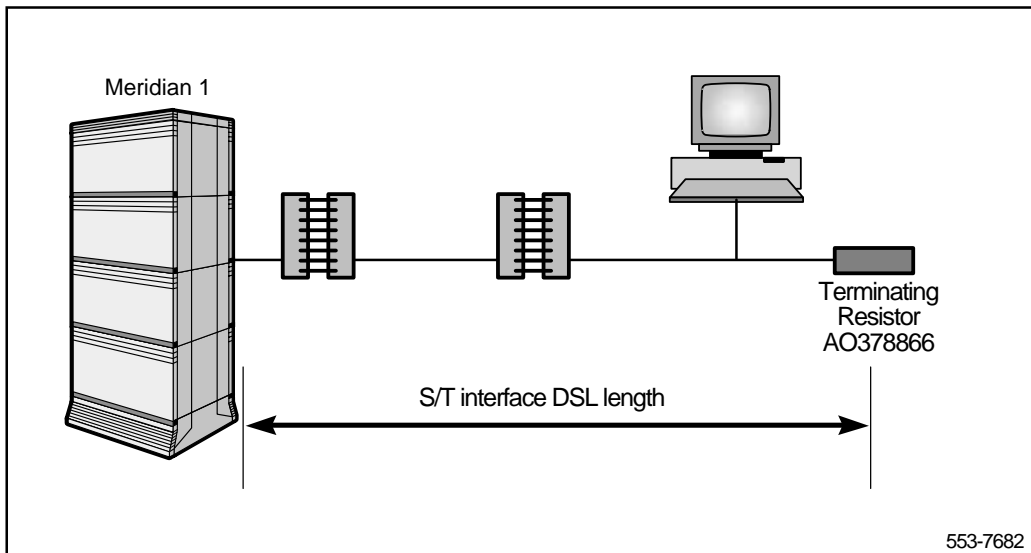 Meridian 1
Terminating
Resistor
AO378866
S/T interface DSL length
553-7682